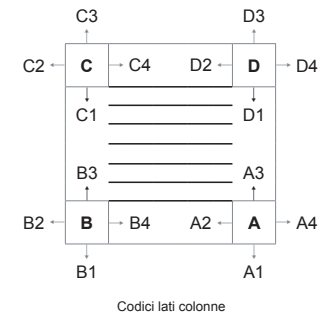 C3 D3
C2 C C4 D2 D D4
C1 D1
B3 A3
B2 B B4 A2 A A4
B1 A1
Codici lati colonne